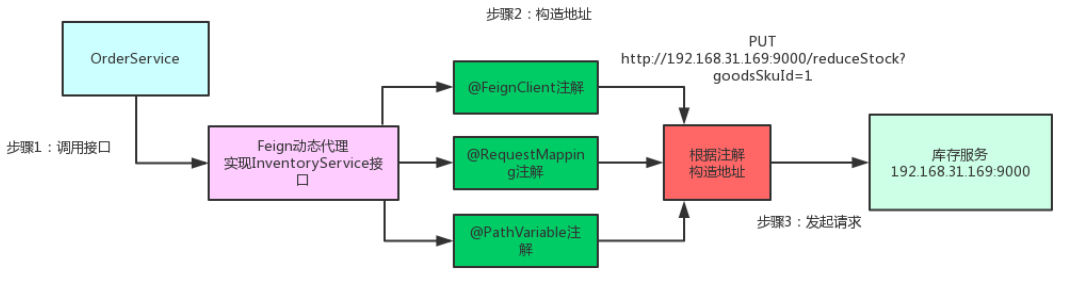 步骤2：构造地址
OrderService
PUT
http://192.168.31.169:9000/reduceStock?
goodsSkuId=1
@FeignClient注解
步骤1：调用接口
Feign动态代理
实现InventoryService接
口
@RequestMappin
g注解
根据注解
构造地址
库存服务
192.168.31.169:9000
@PathVariable注
解
步骤3：发起请求